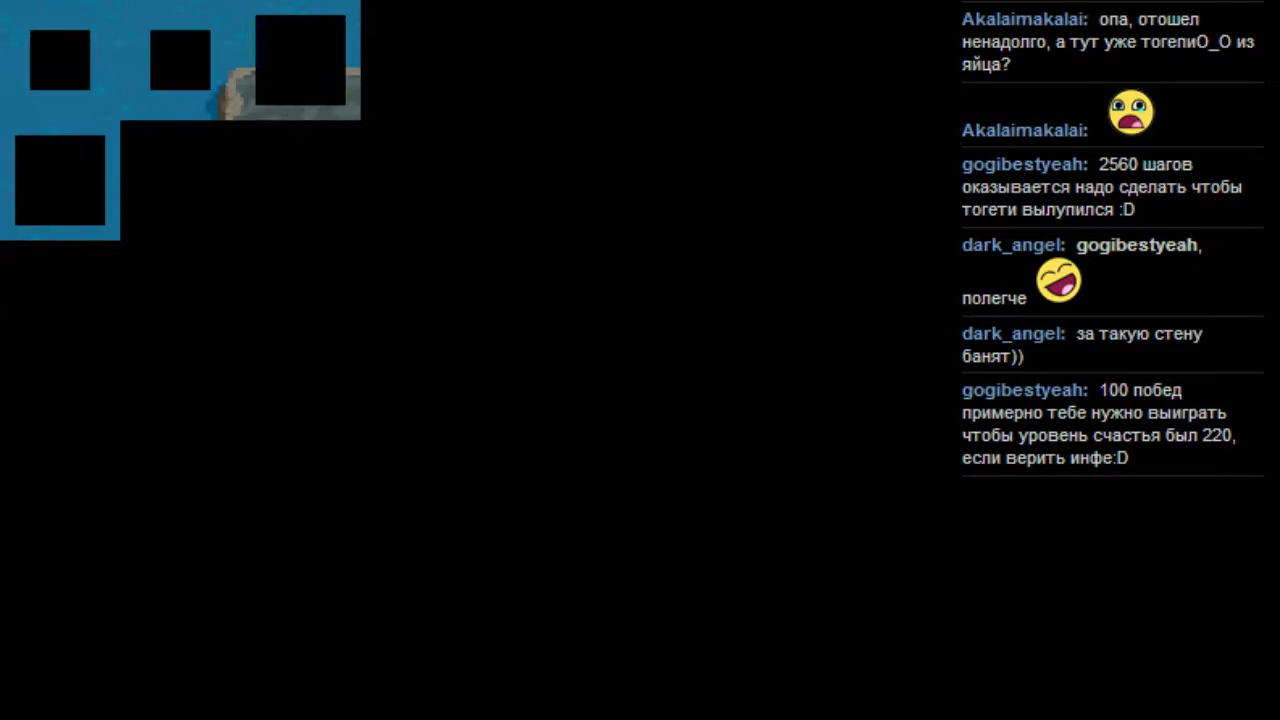 Akalaimakalai: опа, отошел
ненадолго, а тут уже тогепиO_O из
яйца?
Akalaimakalai:
gogibestyeah: 2560 шагов
оказывается надо сделать чтобы
тогети вылупился :D
dark_angel: gogibestyeah,
полегче
dark_angel: за такую стену
банят))
gogibestyeah: 100 побед
примерно тебе нужно выиграть
чтобы уровень счастья был 220,
если верить инфе:D